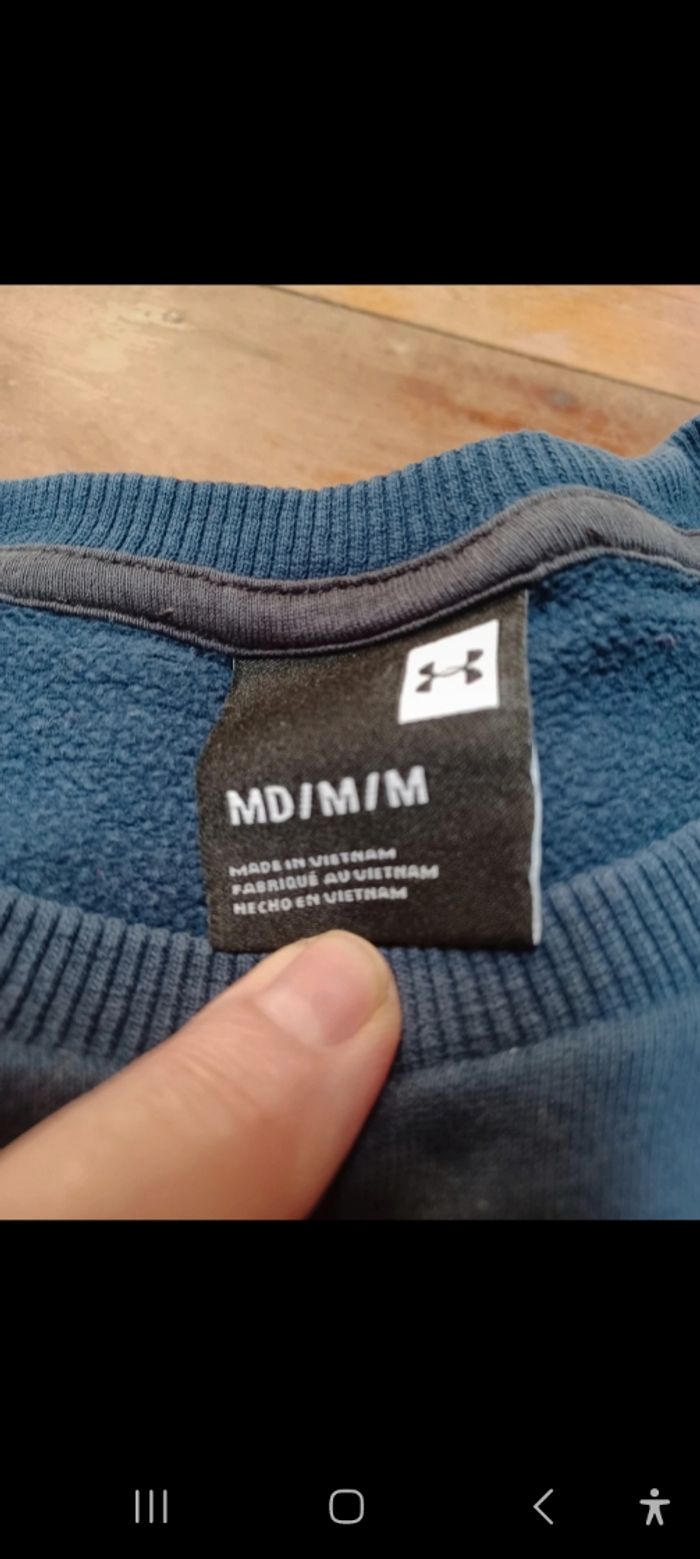 MD/M/M
MADE IN VIETNAM
FABRIQUÉ AU VIETNAM
HECHO EN VIETNAM